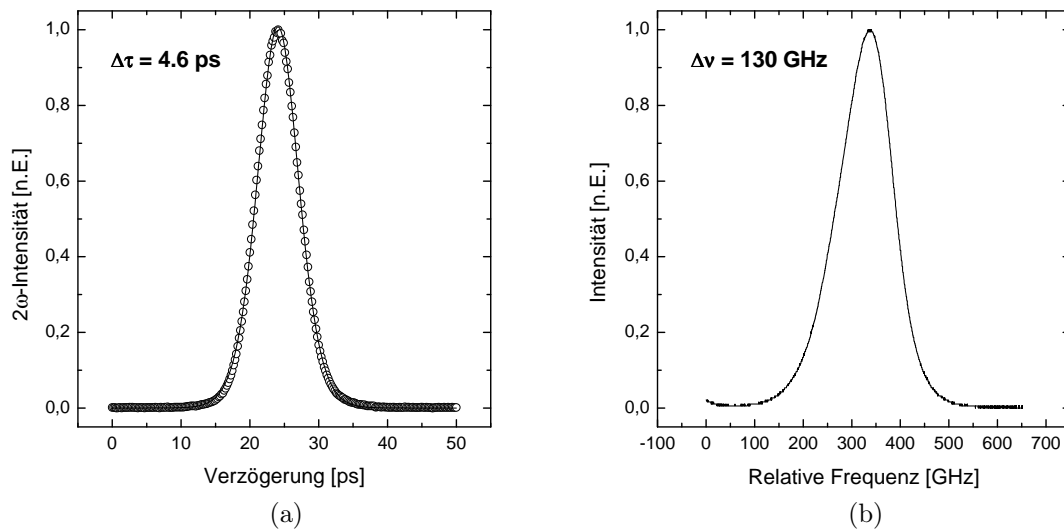 Δτ = 4.6 ps
1,0
0,8
0,6
0,4
0,2
0,0
2ω-Intensität [n.E.]
0 10 20 30 40 50
Verzögerung [ps]
(a)
Δν = 130 GHz
1,0
0,8
0,6
0,4
0,2
0,0
Intensität [n.E.]
-100 0 100 200 300 400 500 600 700
Relative Frequenz [GHz]
(b)